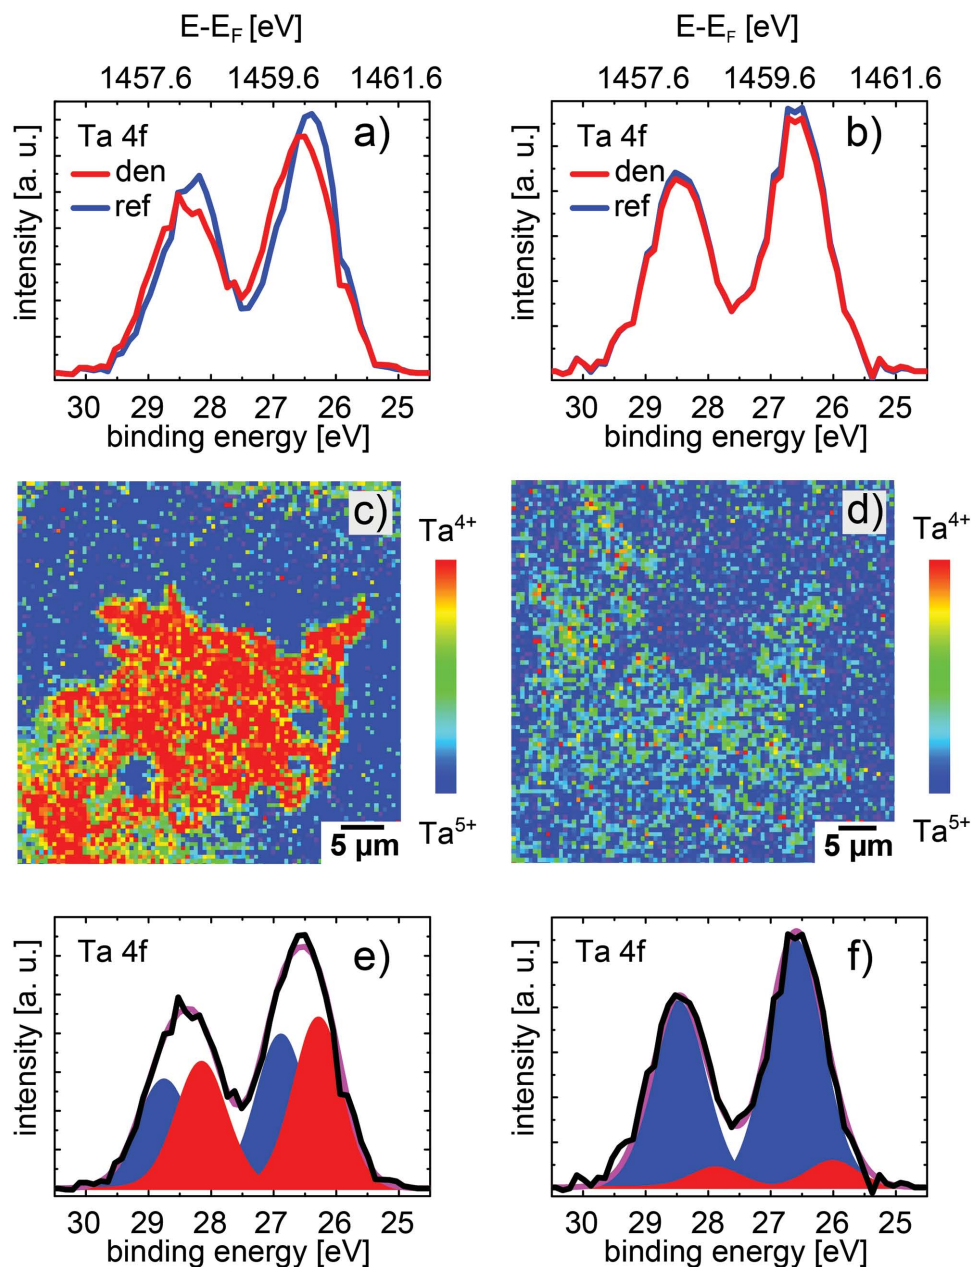 E-E_F [eV]
1457.6 1459.6 1461.6
intensity [a. u.]
Ta 4f
den
ref
a)
30 29 28 27 26 25
binding energy [eV]
E-E_F [eV]
1457.6 1459.6 1461.6
intensity [a. u.]
Ta 4f
den
ref
b)
30 29 28 27 26 25
binding energy [eV]
c)
5 µm
Ta⁴⁺
Ta⁵⁺
d)
5 µm
Ta⁴⁺
Ta⁵⁺
intensity [a. u.]
Ta 4f
e)
30 29 28 27 26 25
binding energy [eV]
intensity [a. u.]
Ta 4f
f)
30 29 28 27 26 25
binding energy [eV]